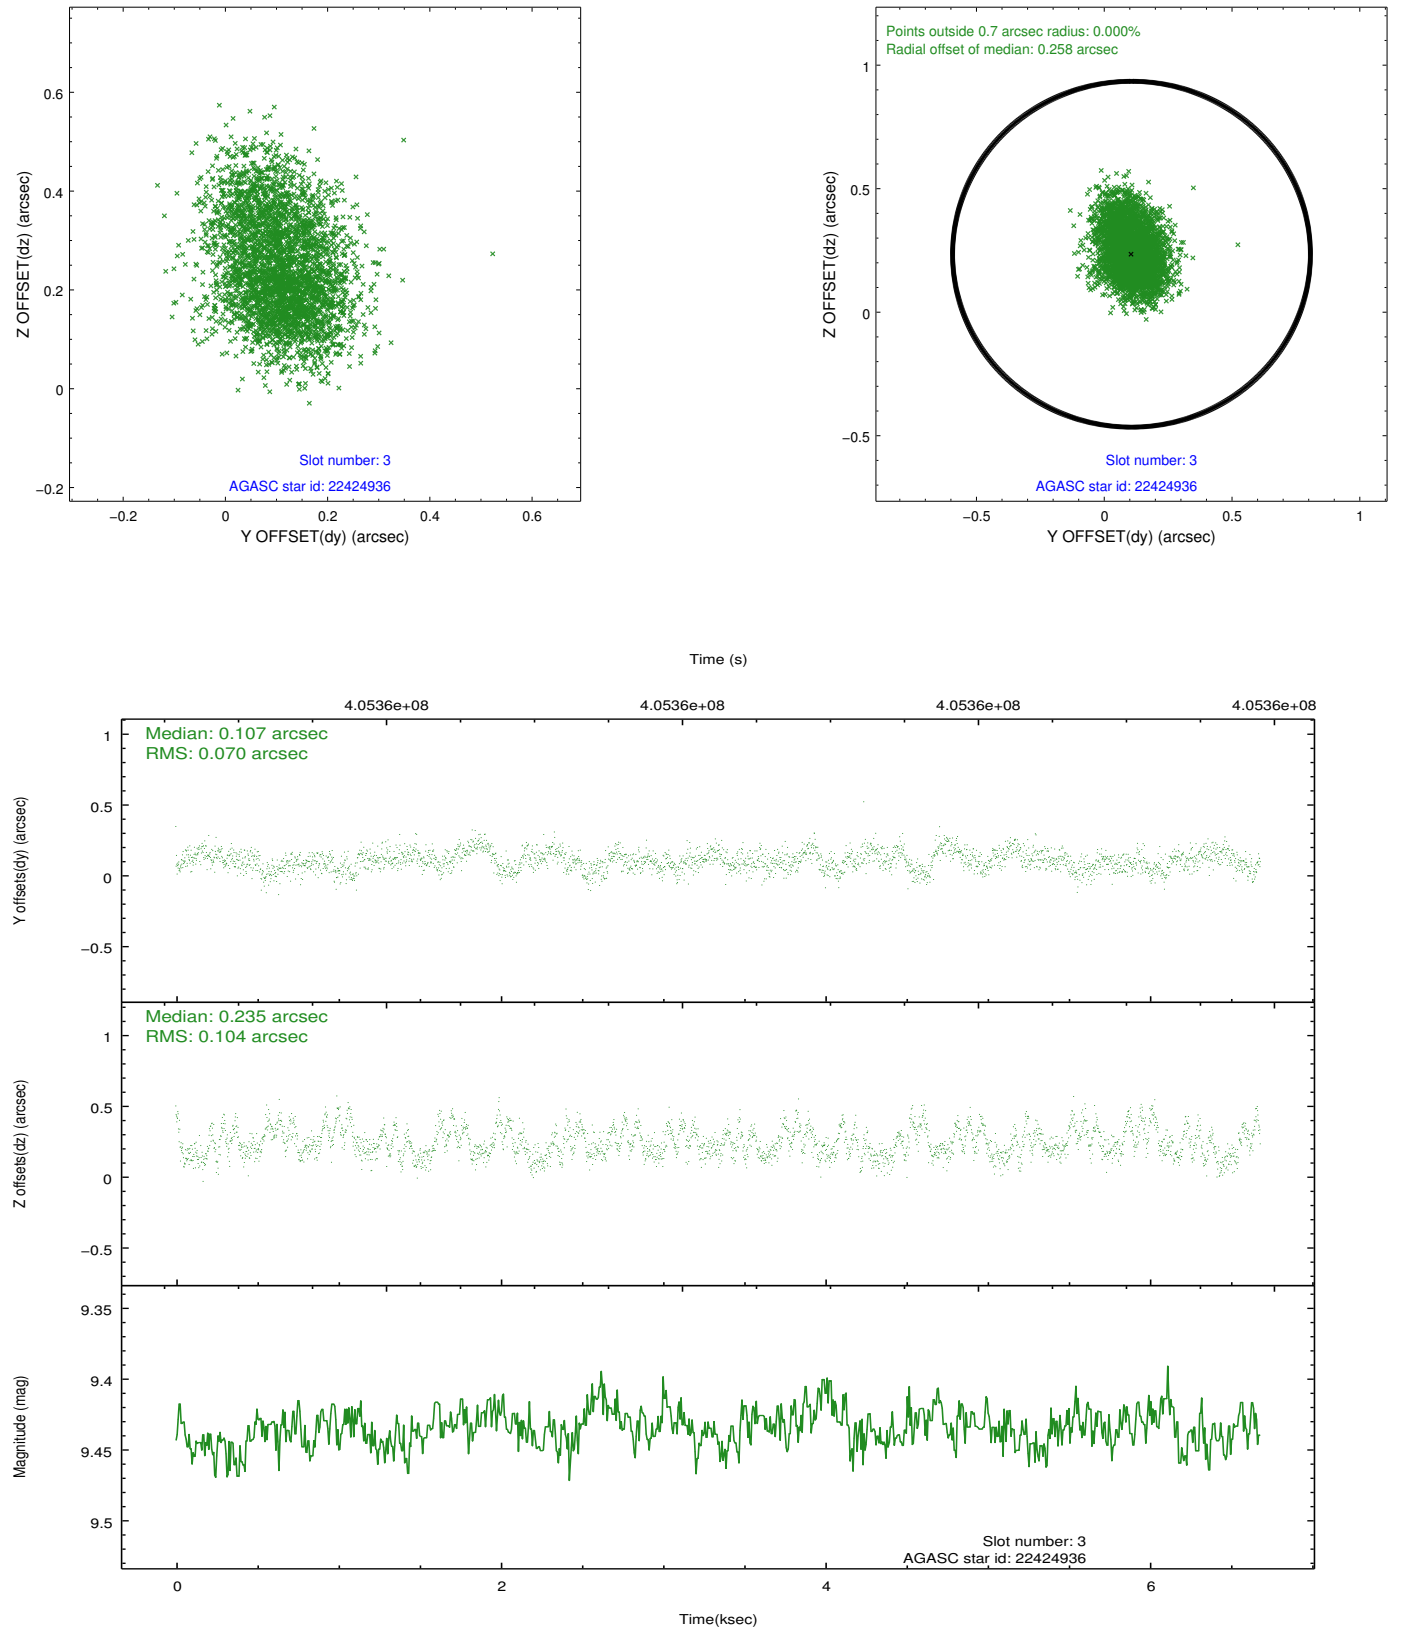 0.6
0.4
0.2
0
−0.2
−0.2 0 0.2 0.4 0.6
Z OFFSET(dz) (arcsec)
Y OFFSET(dy) (arcsec)
Slot number: 3
AGASC star id: 22424936
Points outside 0.7 arcsec radius: 0.000%
Radial offset of median: 0.258 arcsec
1
0.5
0
−0.5
−0.5 0 0.5 1
Z OFFSET(dz) (arcsec)
Y OFFSET(dy) (arcsec)
Slot number: 3
AGASC star id: 22424936
Time (s)
4.0536e+08 4.0536e+08 4.0536e+08 4.0536e+08
Median: 0.107 arcsec
RMS: 0.070 arcsec
1
0.5
0
−0.5
Y offsets(dy) (arcsec)
Median: 0.235 arcsec
RMS: 0.104 arcsec
1
0.5
0
−0.5
Z offsets(dz) (arcsec)
9.35
9.4
9.45
9.5
Magnitude (mag)
Slot number: 3
AGASC star id: 22424936
0 2 4 6
Time(ksec)